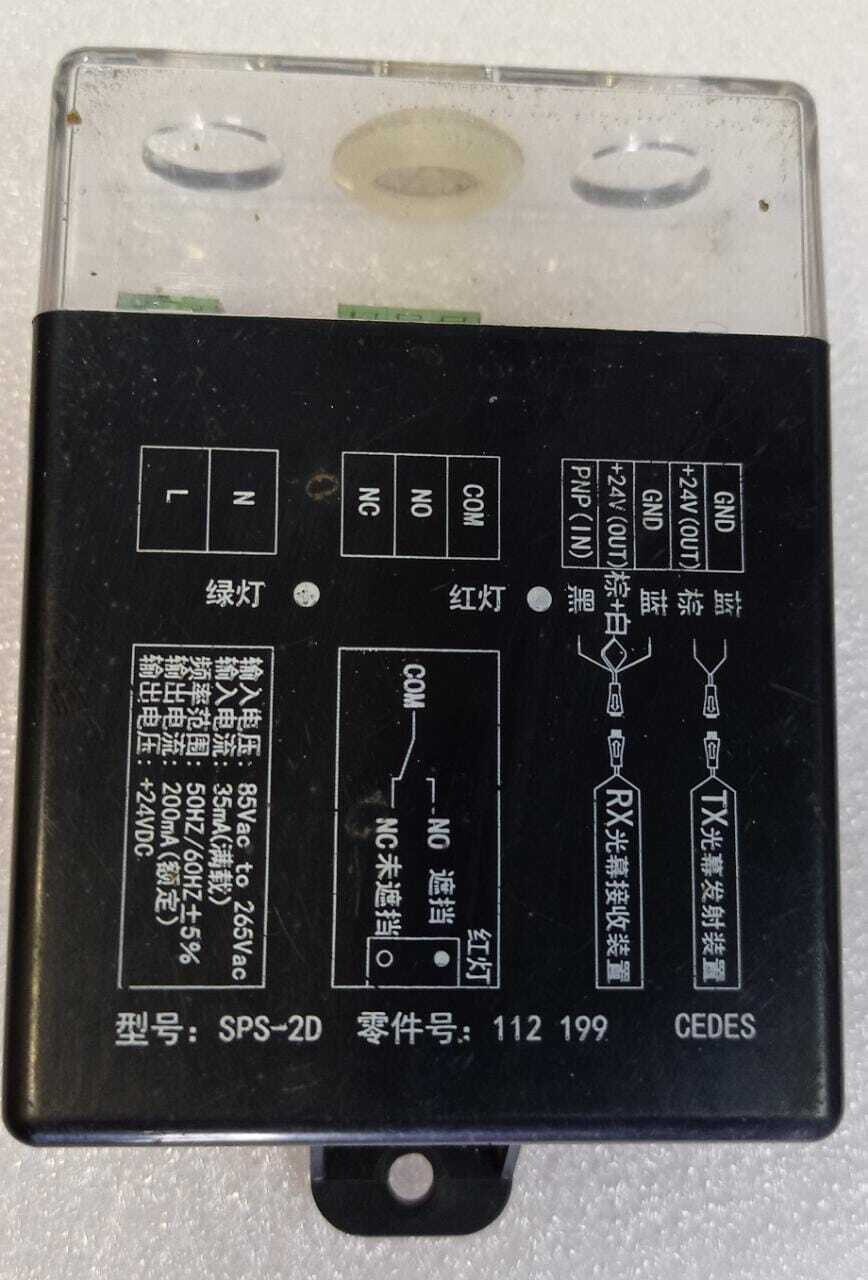 L
N
NC
NO
COM
PNP(IN)
+24V(OUT)
GND
+24V(OUT)
GND
绿灯
红灯
黑
棕+白
蓝
棕
蓝
输入电压: 85Vac to 265Vac
输入电流: 35mA(满载)
频率范围: 50HZ/60HZ±5%
输出电流: 200mA(额定)
输出电压: +24VDC
COM
NO 遮挡
NC未遮挡
红灯
RX光幕接收装置
TX光幕发射装置
型号: SPS-2D 零件号: 112 199 CEDES